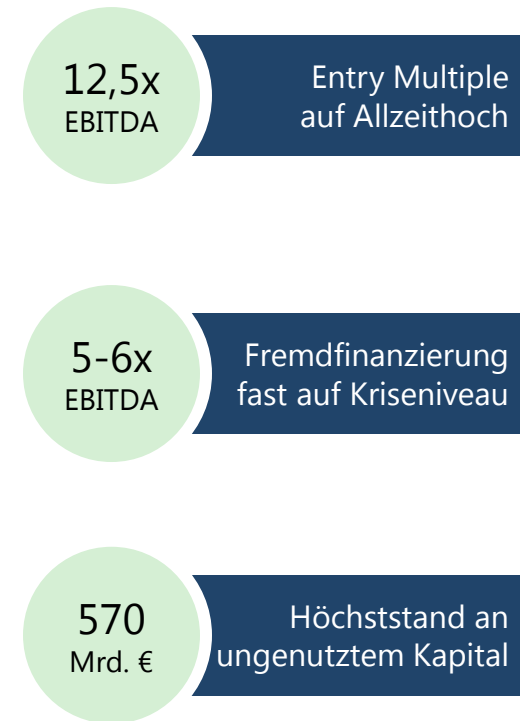 12,5x
EBITDA
Entry Multiple
auf Allzeithoch
5-6x
EBITDA
Fremdfinanzierung
fast auf Kriseniveau
570
Mrd. €
Höchststand an
ungenutztem Kapital